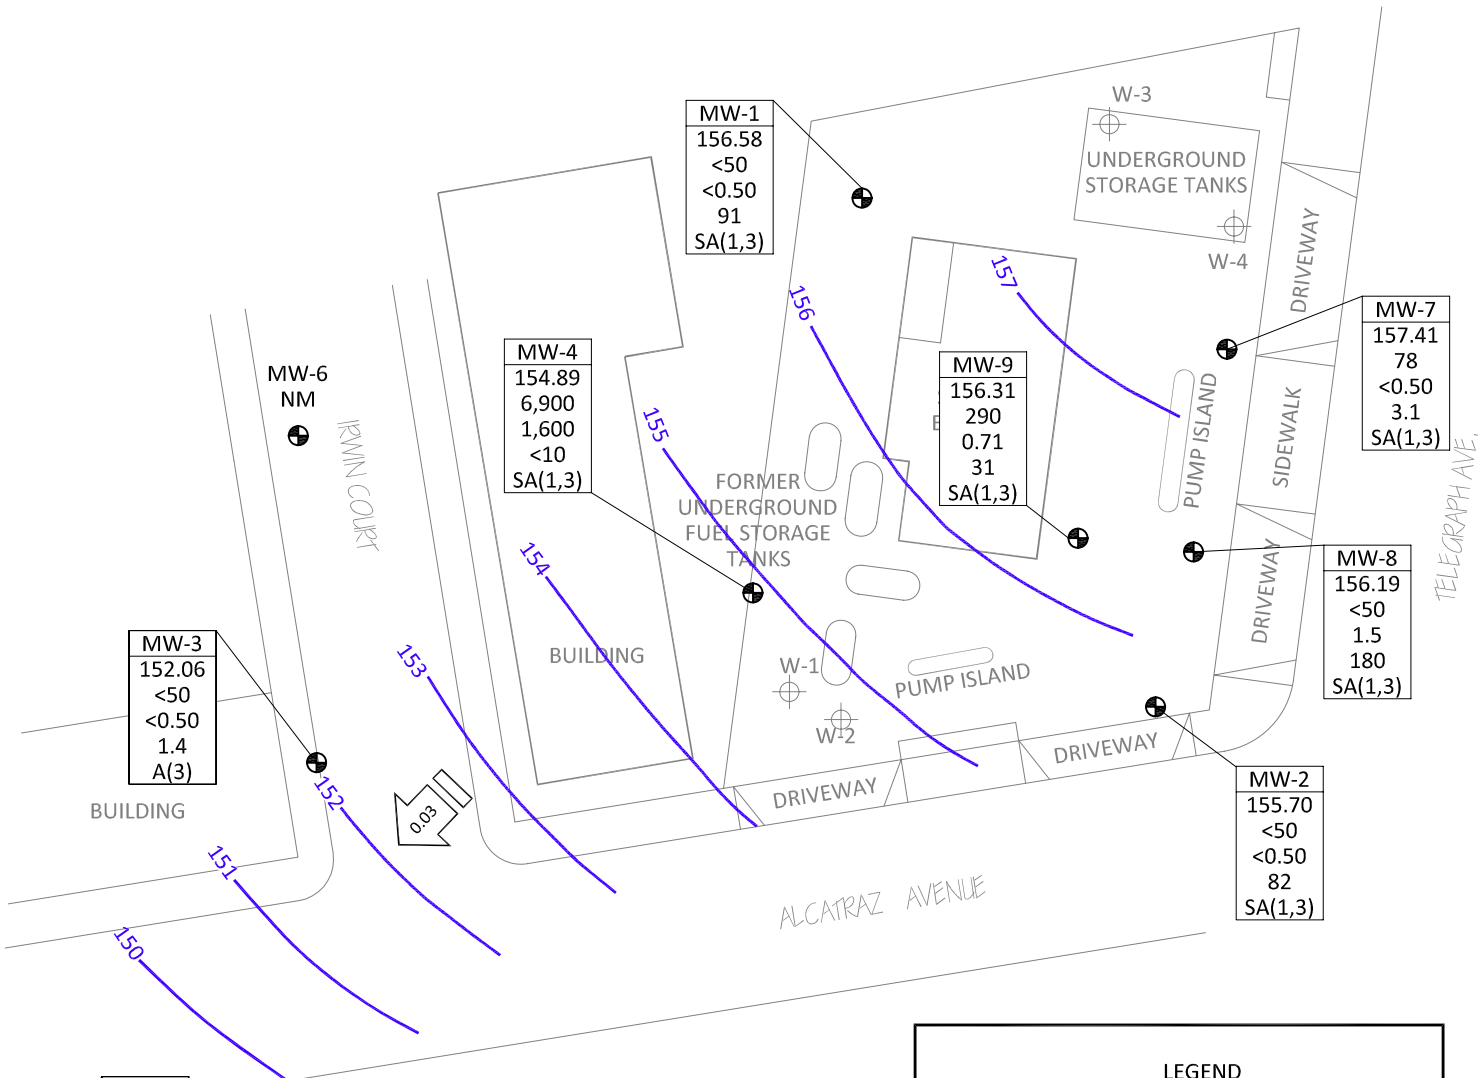 W-3
MW-1
156.58
<50
<0.50
91
SA(1,3)
UNDERGROUND
STORAGE TANKS
W-4
DRIVEWAY
157
156
MW-7
157.41
78
<0.50
3.1
SA(1,3)
MW-4
154.89
6,900
1,600
<10
SA(1,3)
MW-9
156.31
290
0.71
31
SA(1,3)
MW-6
NM
IRWIN COURT
155
PUMP ISLAND
SIDEWALK
TELEGRAPH AVE.
FORMER
UNDERGROUND
FUEL STORAGE
TANKS
154
DRIVEWAY
MW-8
156.19
<50
1.5
180
SA(1,3)
MW-3
152.06
<50
<0.50
1.4
A(3)
153
BUILDING
W-1
PUMP ISLAND
W-2
DRIVEWAY
DRIVEWAY
MW-2
155.70
<50
<0.50
82
SA(1,3)
152
0.03
BUILDING
151
ALCATRAZ AVENUE
150
LEGEND